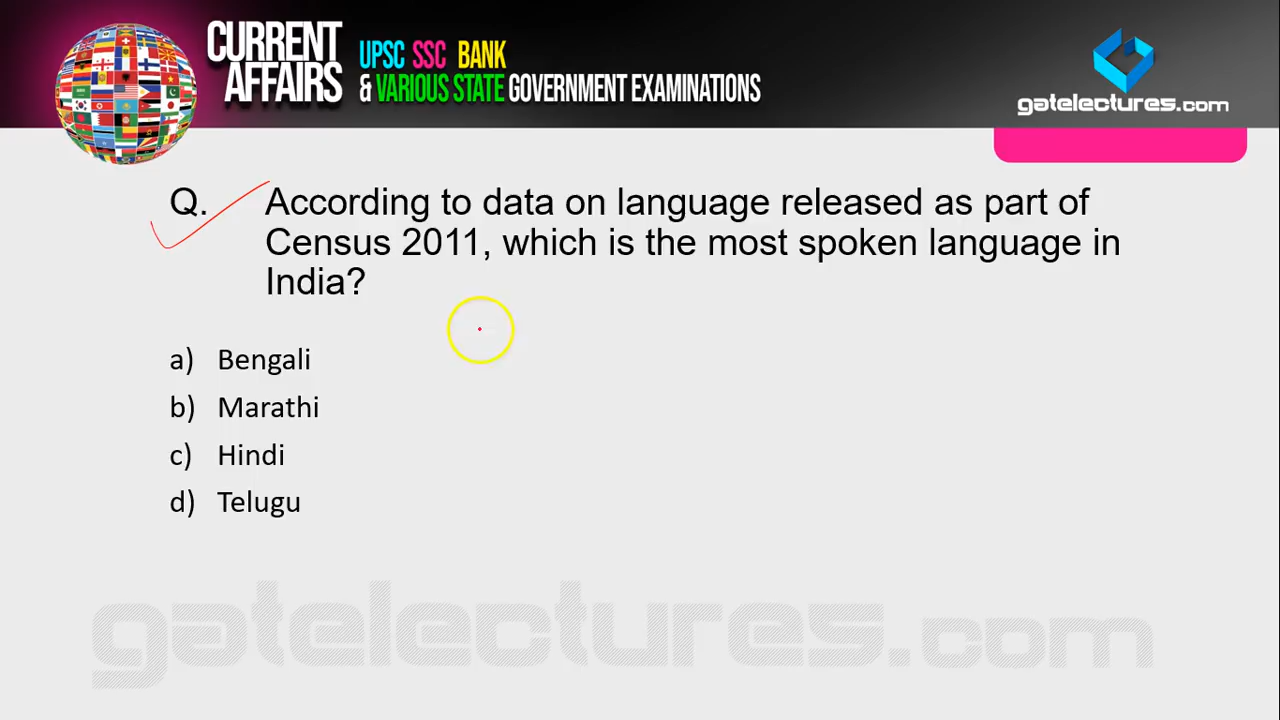 CURRENT
AFFAIRS
UPSC SSC BANK
& VARIOUS STATE GOVERNMENT EXAMINATIONS
gatelectures.com
Q. According to data on language released as part of
Census 2011, which is the most spoken language in
India?
a) Bengali
b) Marathi
c) Hindi
d) Telugu
gatelectures.com